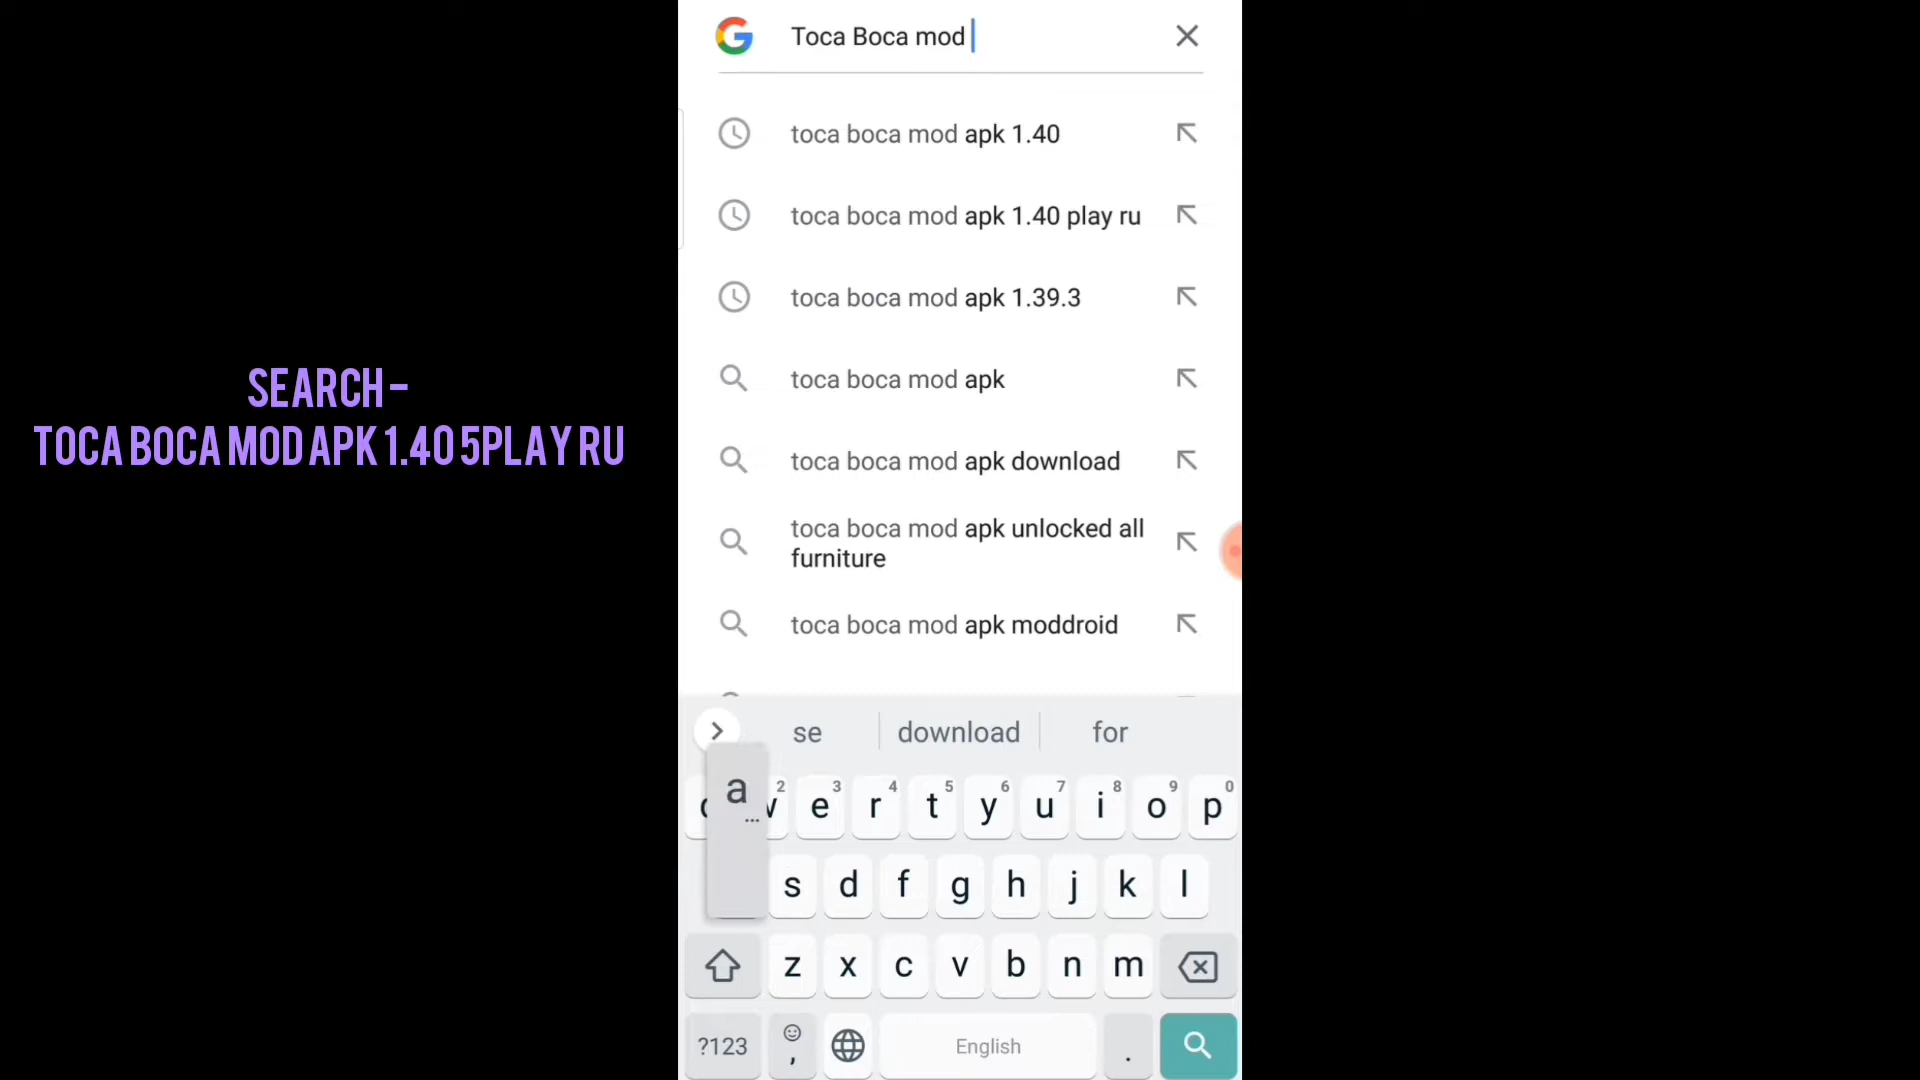 SEARCH -
TOCA BOCA MOD APK 1.40 5PLAY RU
Toca Boca mod
toca boca mod apk 1.40
toca boca mod apk 1.40 play ru
toca boca mod apk 1.39.3
toca boca mod apk
toca boca mod apk download
toca boca mod apk unlocked all
furniture
toca boca mod apk moddroid
se download for
a ... 2 e 3 r 4 t 5 y 6 u 7 i 8 o 9 p 0
s d f g h j k l
z x c v b n m
?123 , English .